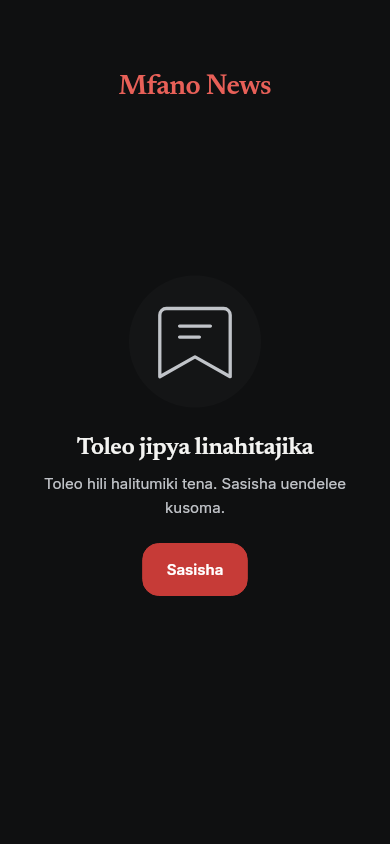 Mfano News
Toleo jipya linahitajika
Toleo hili halitumiki tena. Sasisha uendelee
kusoma.
Sasisha